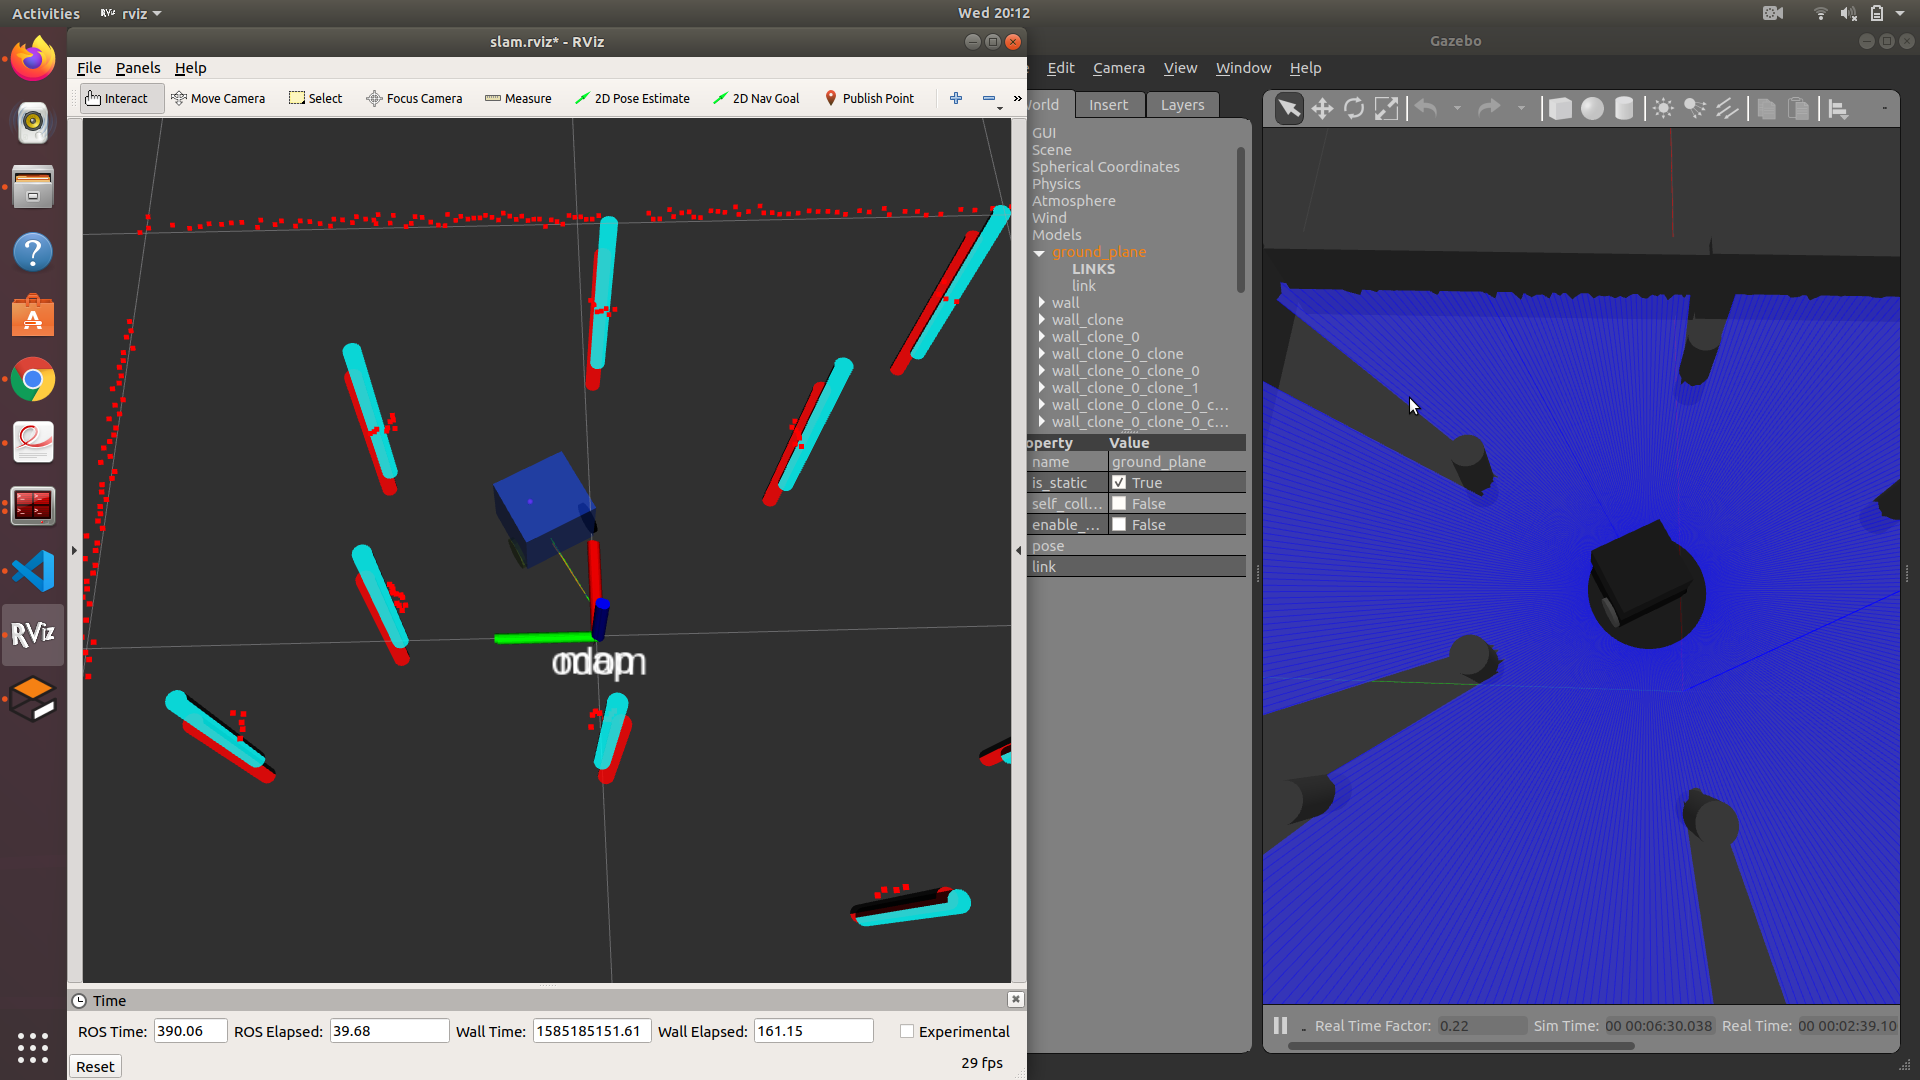 Activities
RViz rviz
Wed 20:12
slam.rviz* - RViz
File Panels Help
Interact Move Camera Select Focus Camera Measure 2D Pose Estimate 2D Nav Goal Publish Point »
odom
map
Time
ROS Time: 390.06 ROS Elapsed: 39.68 Wall Time: 1585185151.61 Wall Elapsed: 161.15 Experimental
Reset
29 fps
RViz
Gazebo
Edit Camera View Window Help
orld Insert Layers
GUI
Scene
Spherical Coordinates
Physics
Atmosphere
Wind
Models
ground_plane
LINKS
link
wall
wall_clone
wall_clone_0
wall_clone_0_clone
wall_clone_0_clone_0
wall_clone_0_clone_1
wall_clone_0_clone_0_c...
wall_clone_0_clone_0_c...
operty Value
name ground_plane
is_static True
self_coll... False
enable_... False
pose
link
Real Time Factor: 0.22 Sim Time: 00 00:06:30.038 Real Time: 00 00:02:39.10